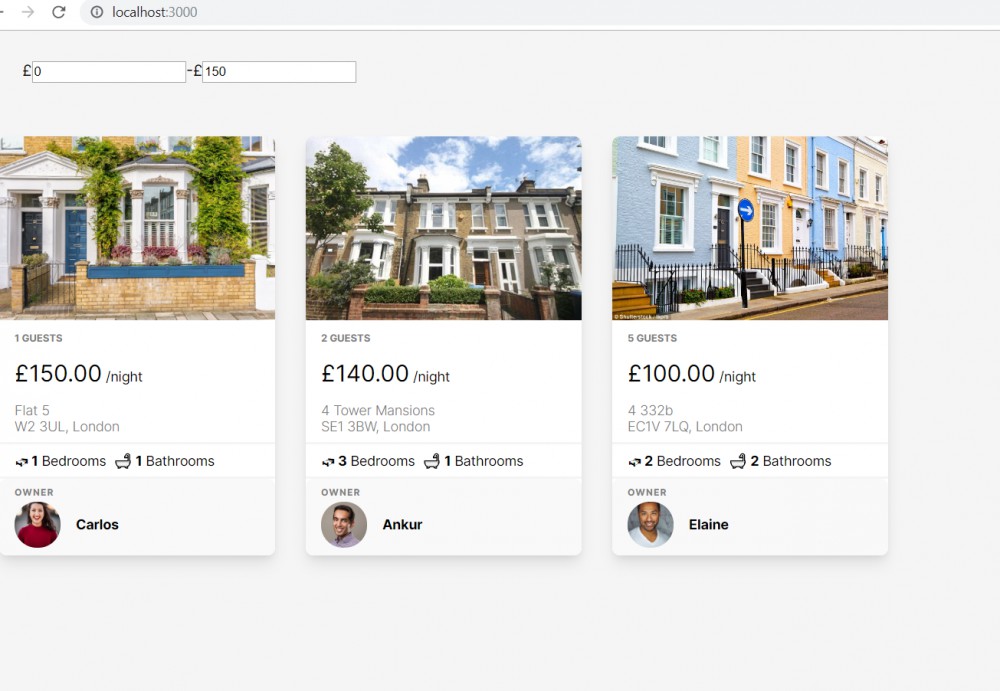 localhost:3000
£0-£150
1 GUESTS
£150.00 /night
Flat 5
W2 3UL, London
1 Bedrooms 1 Bathrooms
OWNER
Carlos
2 GUESTS
£140.00 /night
4 Tower Mansions
SE1 3BW, London
3 Bedrooms 1 Bathrooms
OWNER
Ankur
5 GUESTS
£100.00 /night
4 332b
EC1V 7LQ, London
2 Bedrooms 2 Bathrooms
OWNER
Elaine